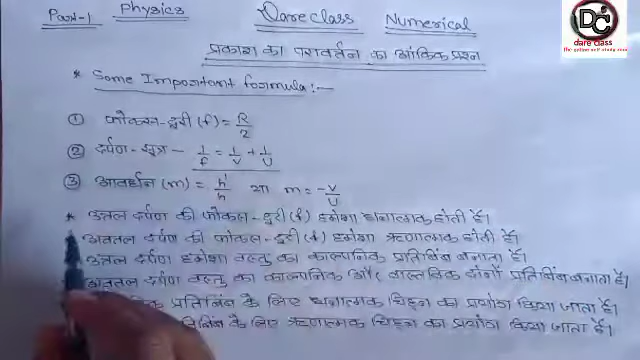 Part-1 Physics Dare class Numerical
dare class
प्रकाश का परावर्तन का आंकिक प्रश्न
* Some Important formula:-
① फोकस-दुरी (f) = R/2
② दर्पण-सुत्र- 1/f = 1/v + 1/u
③ आवर्धन (m) = h'/h या m = -v/u
* उत्तल दर्पण की फोकस-दुरी (f) हमेशा धनात्मक होती है।
अवतल दर्पण की फोकस-दुरी (f) हमेशा ऋणात्मक होती है।
उत्तल दर्पण हमेशा वस्तु का काल्पनिक प्रतिबिंब बनाता है।
अवतल दर्पण वस्तु का काल्पनिक और वास्तविक दोनों प्रतिबिंब बनाता है।
प्रतिबिंब के लिए धनात्मक चिह्न का प्रयोग किया जाता है।
के लिए ऋणात्मक चिह्न का प्रयोग किया जाता है।